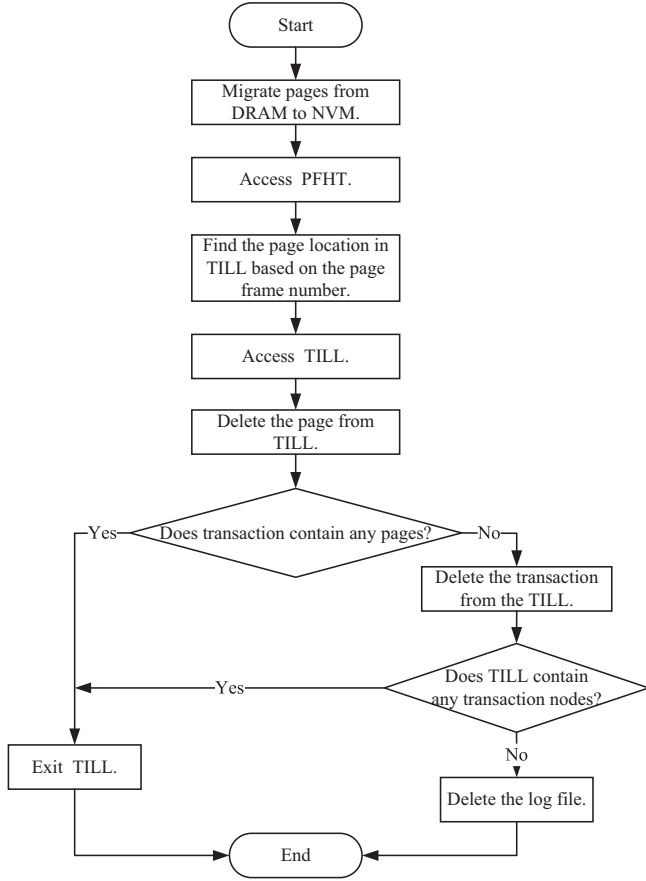 Start
Migrate pages from
DRAM to NVM.
Access PFHT.
Find the page location in
TILL based on the page
frame number.
Access TILL.
Delete the page from
TILL.
Yes
Does transaction contain any pages?
No
Delete the transaction
from the TILL.
Does TILL contain
any transaction nodes?
Yes
No
Exit TILL.
Delete the log file.
End